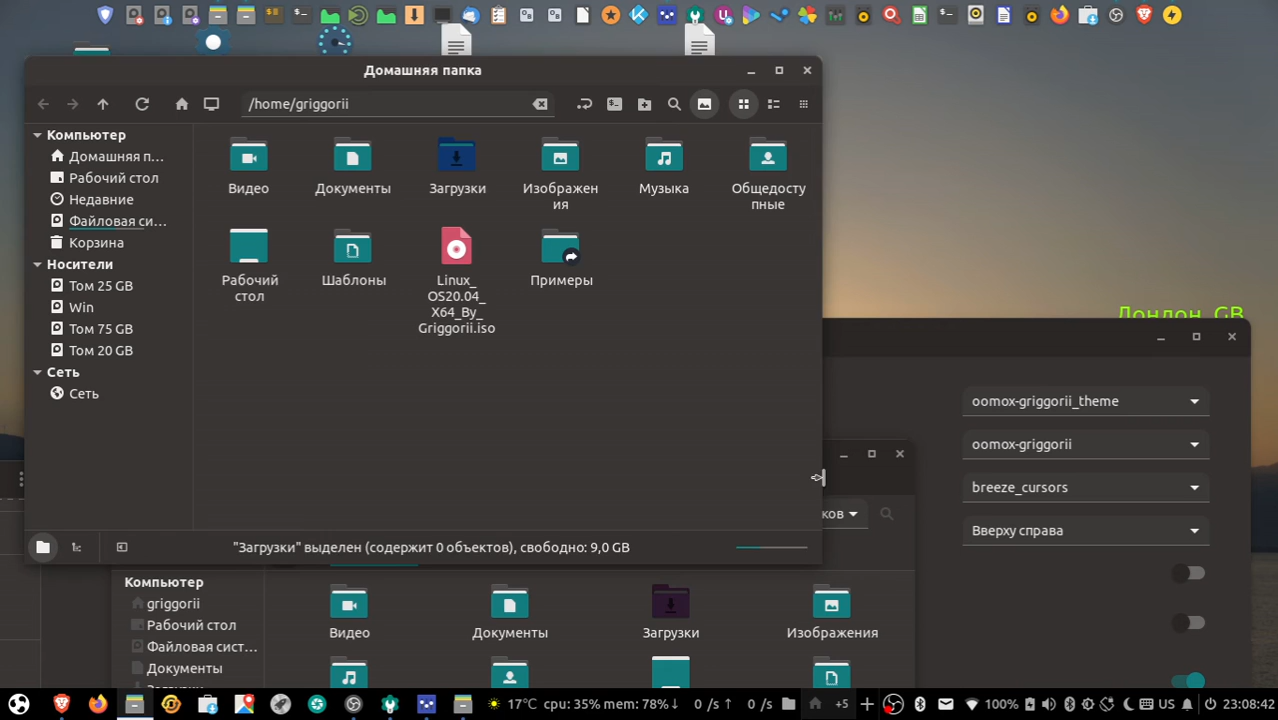 Домашняя папка
/home/griggorii
Компьютер
Домашняя п...
Рабочий стол
Недавние
Файловая си...
Корзина
Носители
Том 25 GB
Win
Том 75 GB
Том 20 GB
Сеть
Сеть
Видео
Документы
Загрузки
Изображен
ия
Музыка
Общедосту
пные
Рабочий
стол
Шаблоны
Linux_
OS20.04_
X64_By_
Griggorii.iso
Примеры
"Загрузки" выделен (содержит 0 объектов), свободно: 9,0 GB
Лондон, GB
oomox-griggorii_theme
oomox-griggorii
breeze_cursors
Вверху справа
ков
Компьютер
griggorii
Рабочий стол
Файловая сист...
Документы
Видео
Документы
Загрузки
Изображения
17°C cpu: 35% mem: 78%↓ 0 /s↑ 0 /s
+5
100%
US
23:08:42